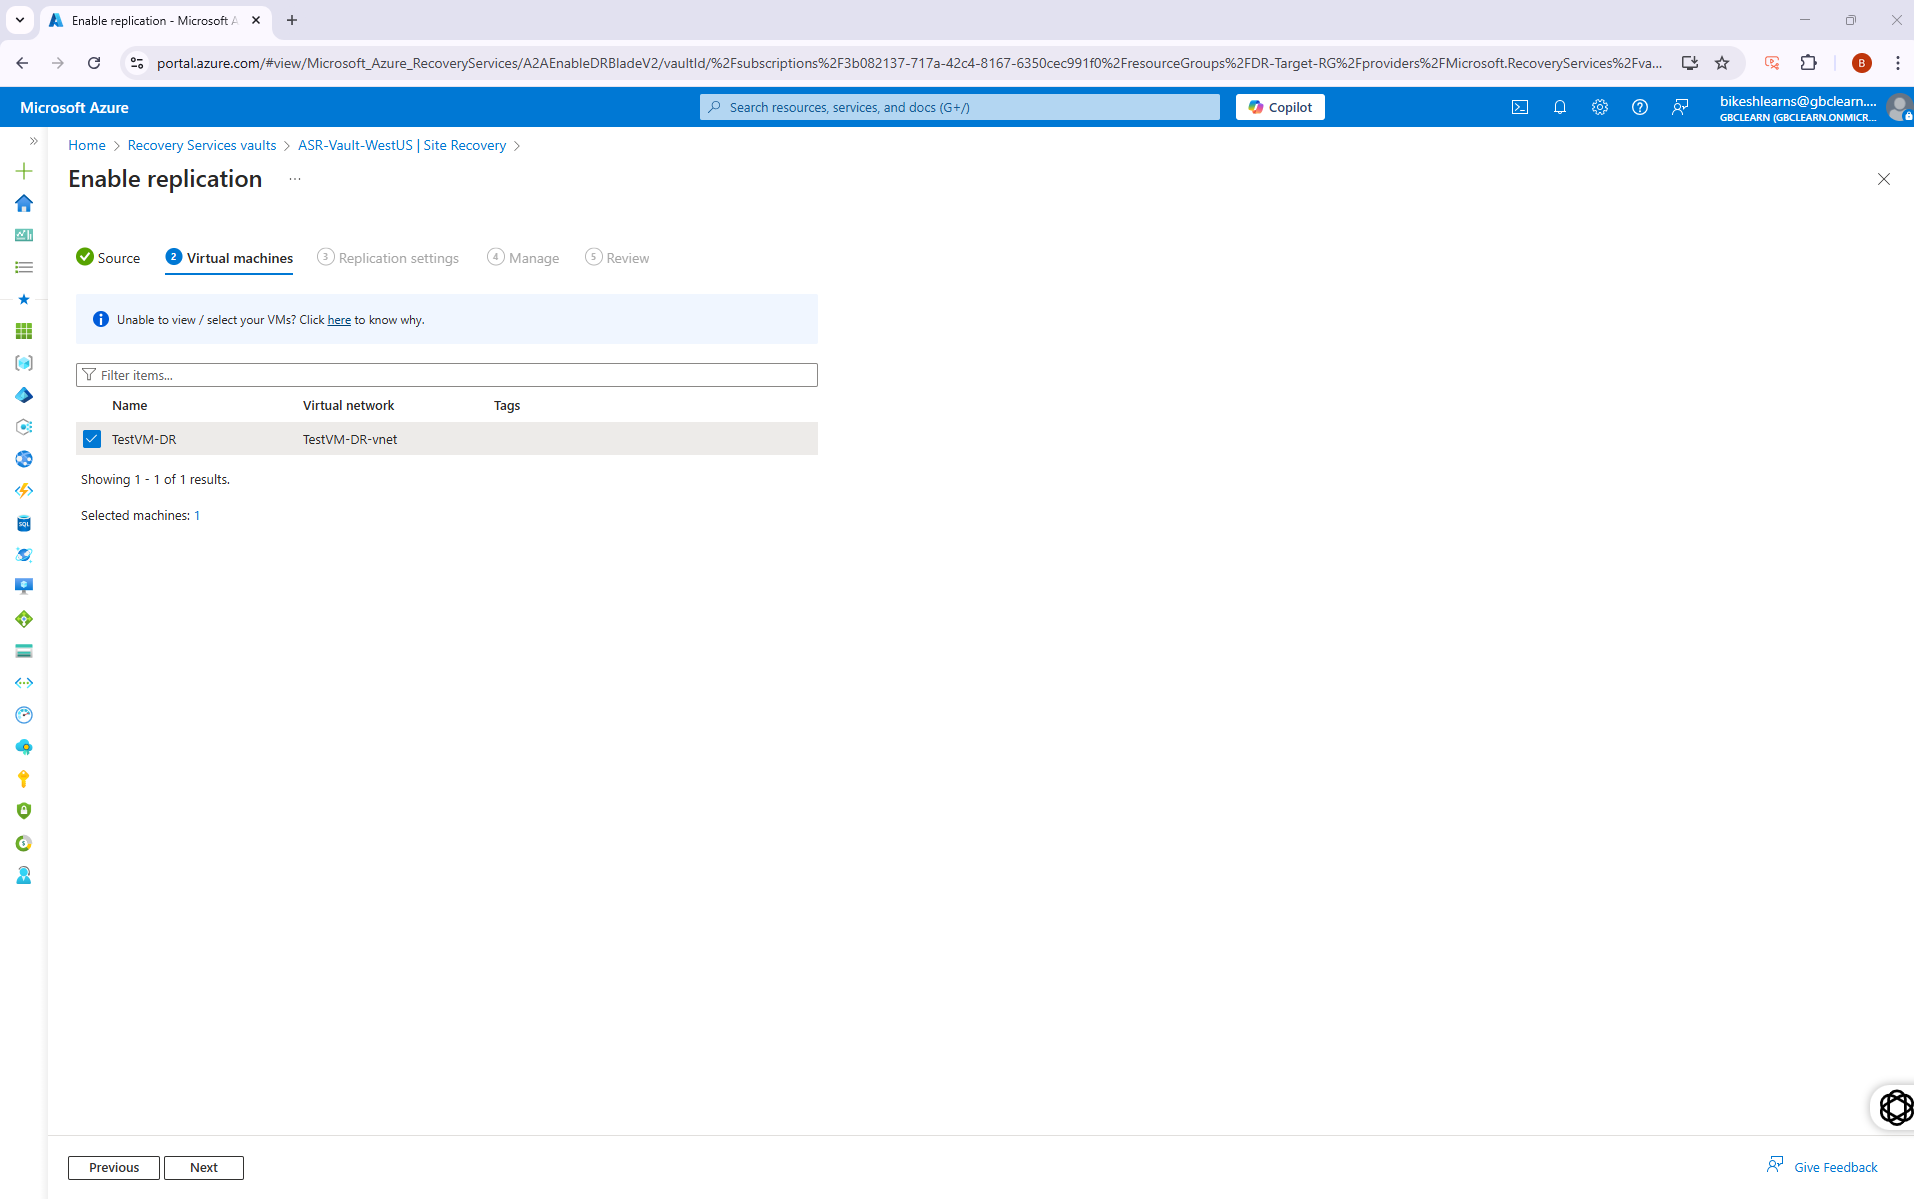 Enable replication - Microsoft A
portal.azure.com/#view/Microsoft_Azure_RecoveryServices/A2AEnableDRBladeV2/vaultId/%2Fsubscriptions%2F3b082137-717a-42c4-8167-6350cec991f0%2FresourceGroups%2FDR-Target-RG%2Fproviders%2FMicrosoft.RecoveryServices%2Fva...
B
Microsoft Azure
Search resources, services, and docs (G+/)
Copilot
bikeshlearns@gbclearn....
GBCLEARN (GBCLEARN.ONMICR...
Home > Recovery Services vaults > ASR-Vault-WestUS | Site Recovery >
Enable replication ...
Source
2 Virtual machines
3 Replication settings
4 Manage
5 Review
Unable to view / select your VMs? Click here to know why.
Filter items...
Name Virtual network Tags
TestVM-DR TestVM-DR-vnet
Showing 1 - 1 of 1 results.
Selected machines: 1
SQL
Previous
Next
Give Feedback